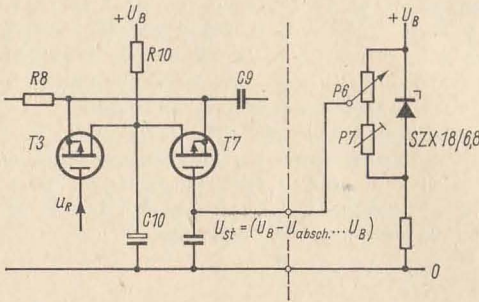 +U_B
+U_B
R10
R8
C9
P6
T3
T7
P7
SZX 18/6,8
u_R
C10
U_st = (U_B - U_absch. ... U_B)
0